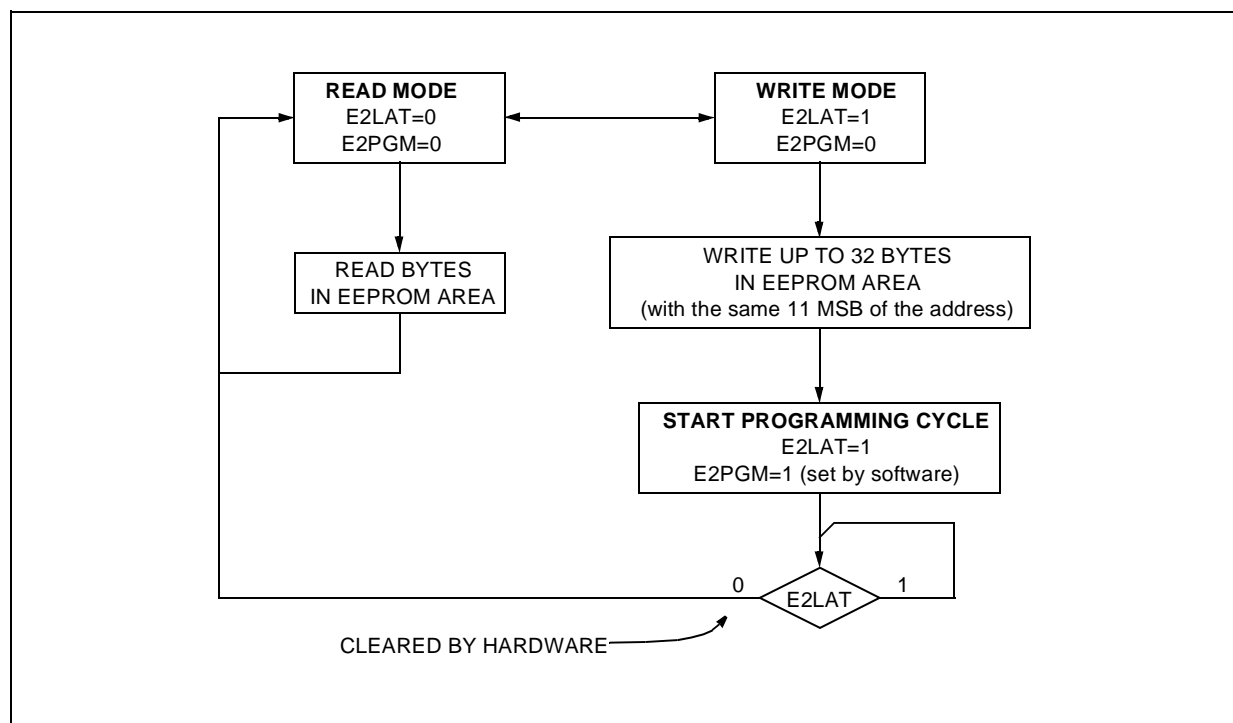 READ MODE
E2LAT=0
E2PGM=0
WRITE MODE
E2LAT=1
E2PGM=0
READ BYTES
IN EEPROM AREA
WRITE UP TO 32 BYTES
IN EEPROM AREA
(with the same 11 MSB of the address)
START PROGRAMMING CYCLE
E2LAT=1
E2PGM=1 (set by software)
0
E2LAT
1
CLEARED BY HARDWARE